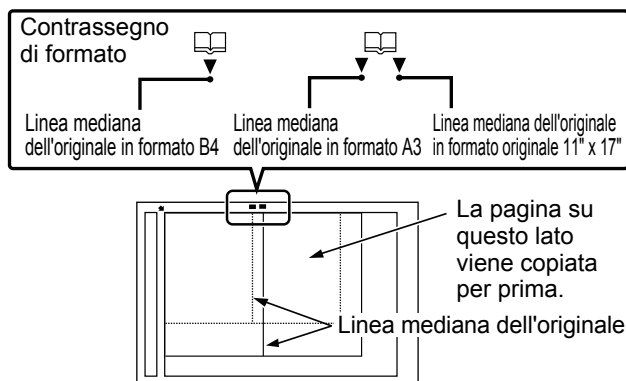 Contrassegno
di formato
Linea mediana
dell'originale in formato B4
Linea mediana
dell'originale in formato A3
Linea mediana dell'originale
in formato originale 11" x 17"
La pagina su
questo lato
viene copiata
per prima.
Linea mediana dell'originale